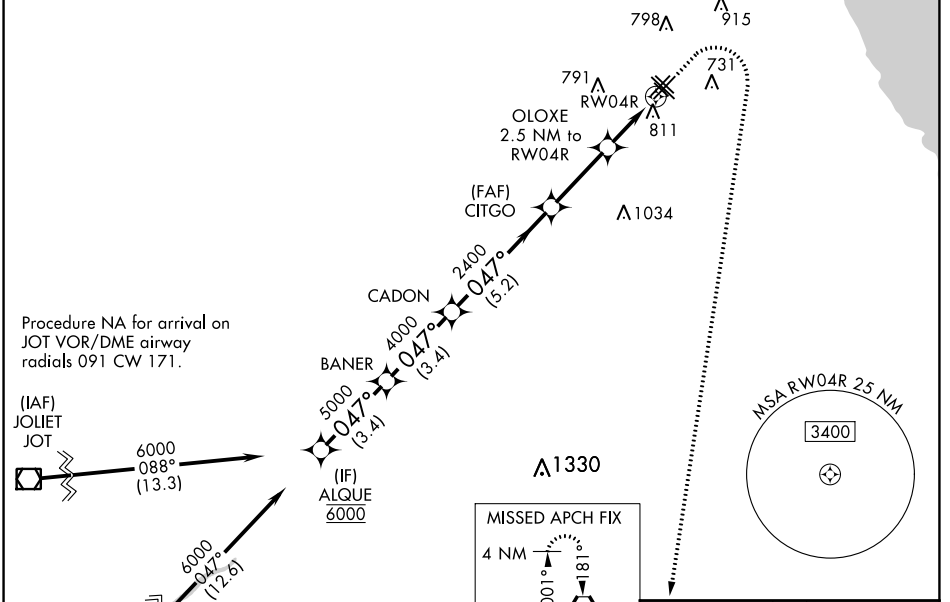 798
915
731
791
RW04R
811
OLOXE
2.5 NM to
RW04R
(FAF)
CITGO
1034
2400
047°
(5.2)
CADON
4000
047°
(3.4)
BANER
5000
047°
(3.4)
Procedure NA for arrival on
JOT VOR/DME airway
radials 091 CW 171.
(IAF)
JOLIET
JOT
6000
088°
(13.3)
(IF)
ALQUE
6000
6000
047°
(12.6)
1330
MSA RW04R 25 NM
3400
MISSED APCH FIX
4 NM
001°
181°